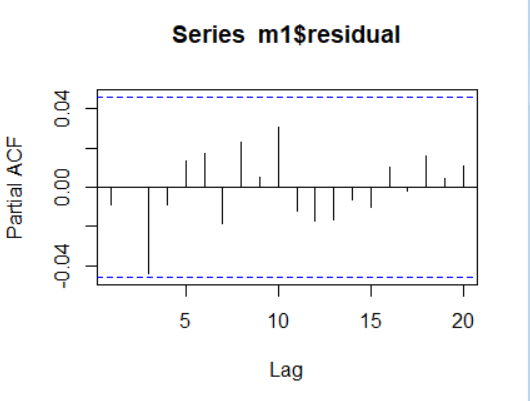 Series m1$residual
Partial ACF
0.04
0.00
-0.04
5 10 15 20
Lag